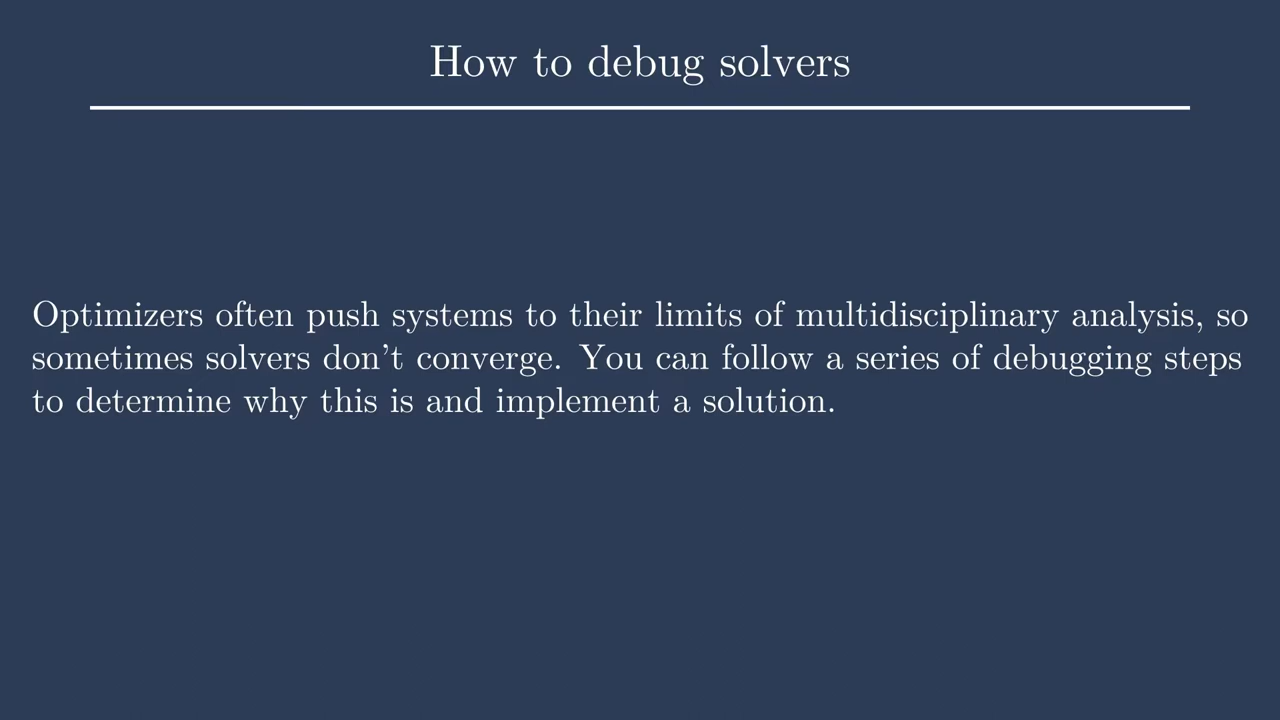 How to debug solvers
Optimizers often push systems to their limits of multidisciplinary analysis, so
sometimes solvers don't converge. You can follow a series of debugging steps
to determine why this is and implement a solution.